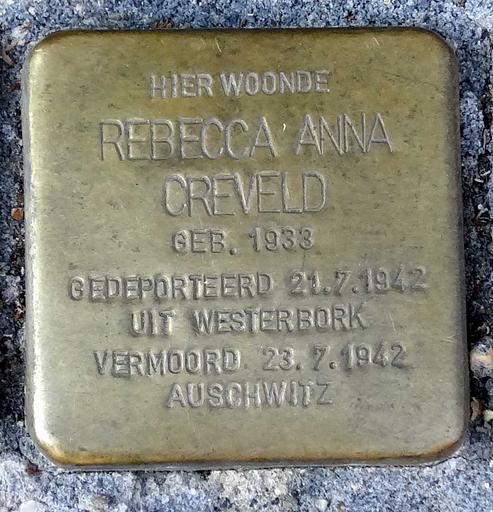 HIER WOONDE
REBECCA ANNA
CREVELD
GEB. 1933
GEDEPORTEERD 21.7.1942
UIT WESTERBORK
VERMOORD 23.7.1942
AUSCHWITZ